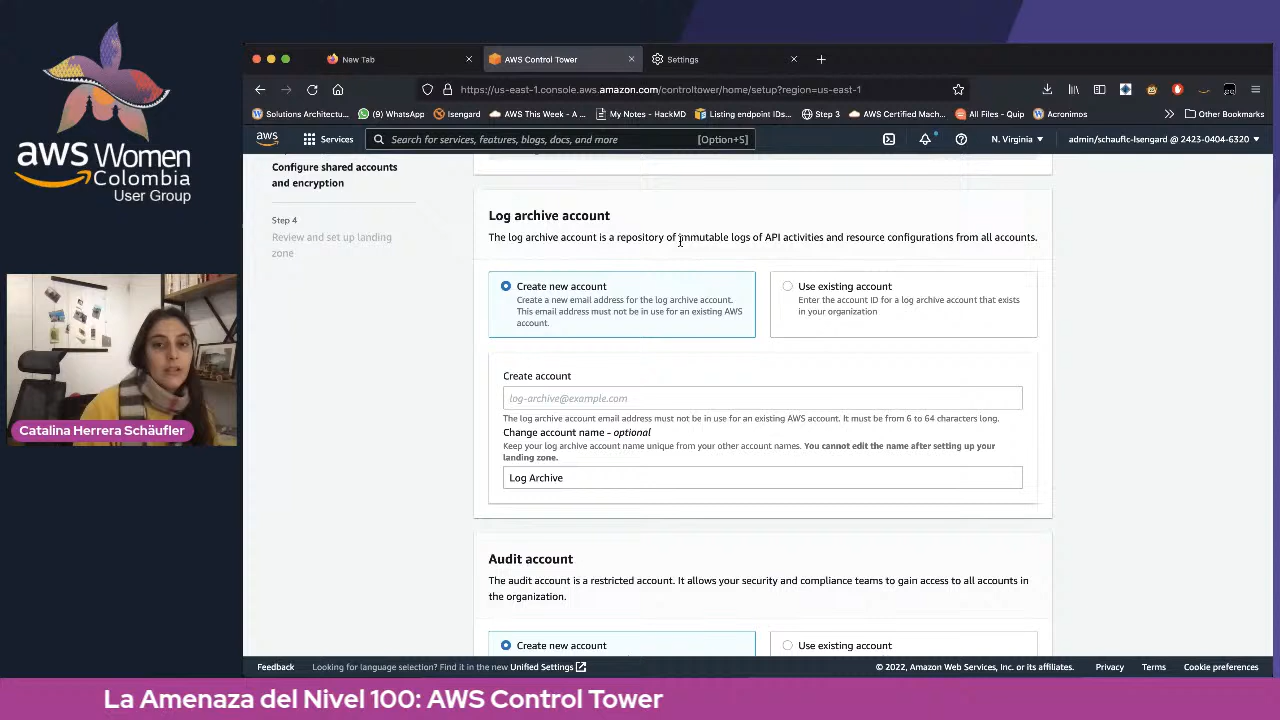 aws Women
Colombia
User Group
Catalina Herrera Schäufler
New Tab
AWS Control Tower
Settings
https://us-east-1.console.aws.amazon.com/controltower/home/setup?region=us-east-1
Solutions Architectu…
(9) WhatsApp
Isengard
AWS This Week - A…
My Notes - HackMD
Listing endpoint IDs…
Step 3
AWS Certified Machi…
All Files - Quip
Acronimos
Other Bookmarks
aws
Services
Search for services, features, blogs, docs, and more
[Option+S]
N. Virginia
admin/schauflc-Isengard @ 2423-0404-6320
Configure shared accounts
and encryption
Step 4
Review and set up landing
zone
Log archive account
The log archive account is a repository of immutable logs of API activities and resource configurations from all accounts.
Create new account
Create a new email address for the log archive account.
This email address must not be in use for an existing AWS
account.
Use existing account
Enter the account ID for a log archive account that exists
in your organization
Create account
log-archive@example.com
The log archive account email address must not be in use for an existing AWS account. It must be from 6 to 64 characters long.
Change account name - optional
Keep your log archive account name unique from your other account names. You cannot edit the name after setting up your
landing zone.
Log Archive
Audit account
The audit account is a restricted account. It allows your security and compliance teams to gain access to all accounts in
the organization.
Create new account
Use existing account
Feedback
Looking for language selection? Find it in the new Unified Settings
© 2022, Amazon Web Services, Inc. or its affiliates.
Privacy
Terms
Cookie preferences
La Amenaza del Nivel 100: AWS Control Tower